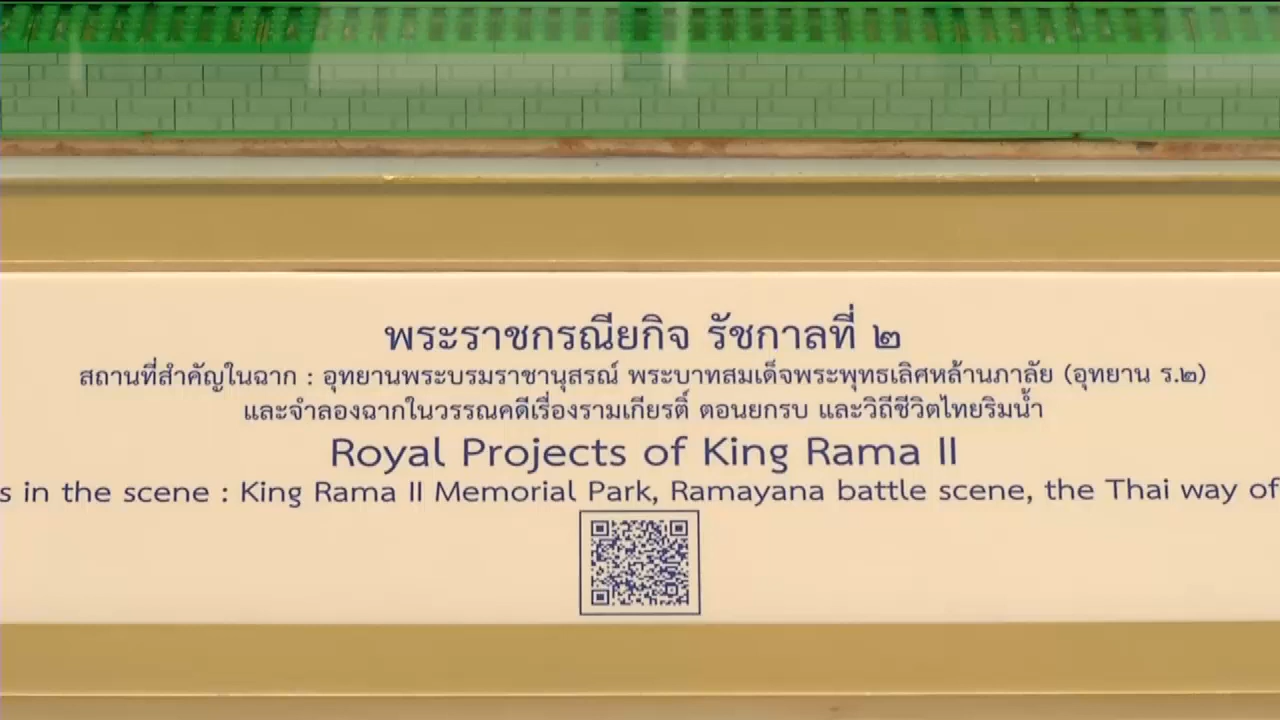 พระราชกรณียกิจ รัชกาลที่ ๒
สถานที่สำคัญในฉาก : อุทยานพระบรมราชานุสรณ์ พระบาทสมเด็จพระพุทธเลิศหล้านภาลัย (อุทยาน ร.๒)
และจำลองฉากในวรรณคดีเรื่องรามเกียรติ์ ตอนยกรบ และวิถีชีวิตไทยริมน้ำ
Royal Projects of King Rama II
s in the scene : King Rama II Memorial Park, Ramayana battle scene, the Thai way of